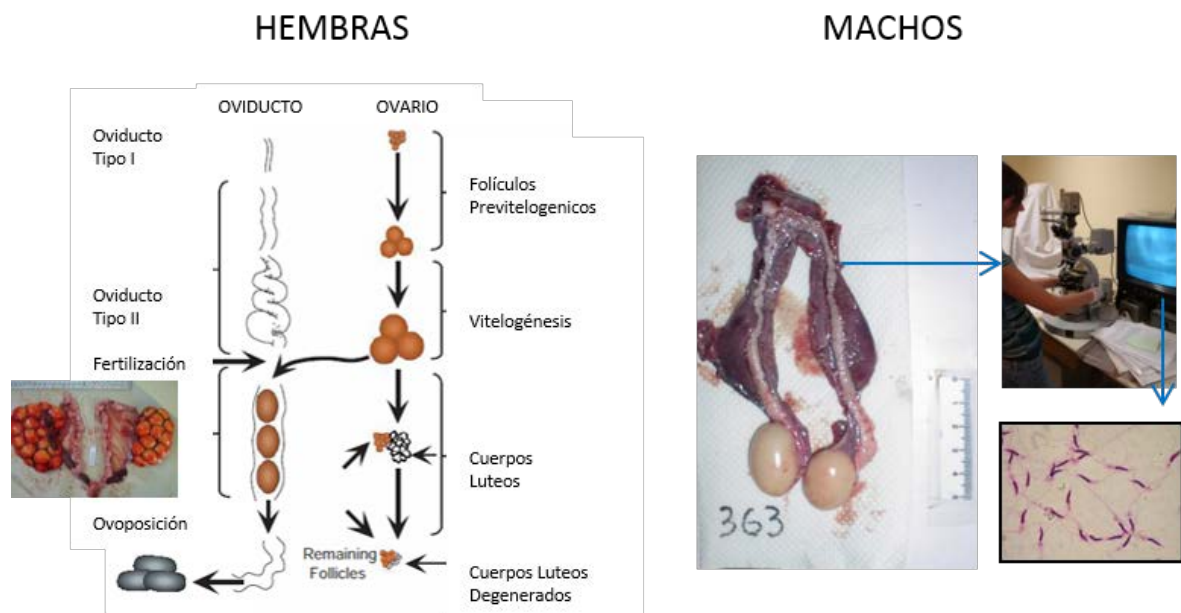 HEMBRAS
MACHOS
OVIDUCTO
OVARIO
Oviducto
Tipo I
Folículos
Previtelogenicos
Oviducto
Tipo II
Vitelogénesis
Fertilización
Cuerpos
Luteos
Ovoposición
Remaining
Follicles
Cuerpos Luteos
Degenerados
363